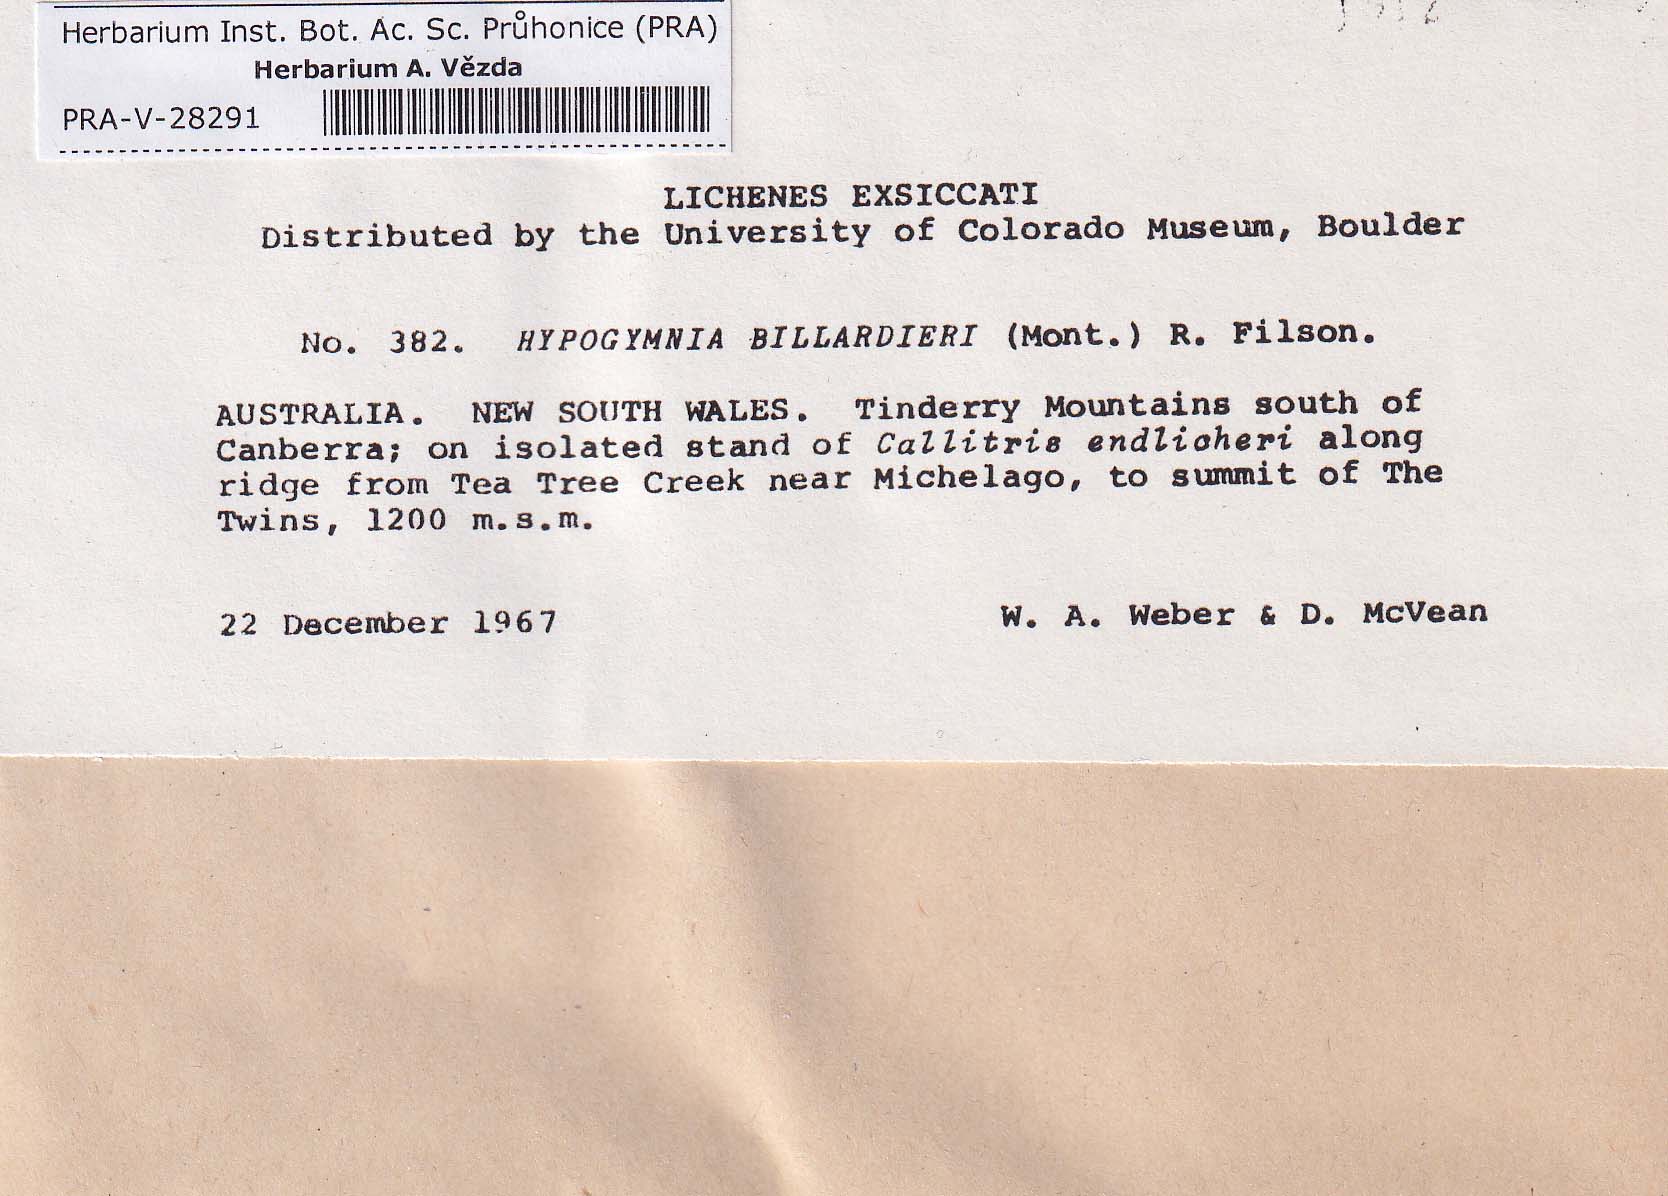 Herbarium Inst. Bot. Ac. Sc. Průhonice (PRA)
Herbarium A. Vězda
PRA-V-28291
LICHENES EXSICCATI
Distributed by the University of Colorado Museum, Boulder
No. 382. HYPOGYMNIA BILLARDIERI (Mont.) R. Filson.
AUSTRALIA. NEW SOUTH WALES. Tinderry Mountains south of
Canberra; on isolated stand of Callitris endlicheri along
ridge from Tea Tree Creek near Michelago, to summit of The
Twins, 1200 m.s.m.
22 December 1967
W. A. Weber & D. McVean